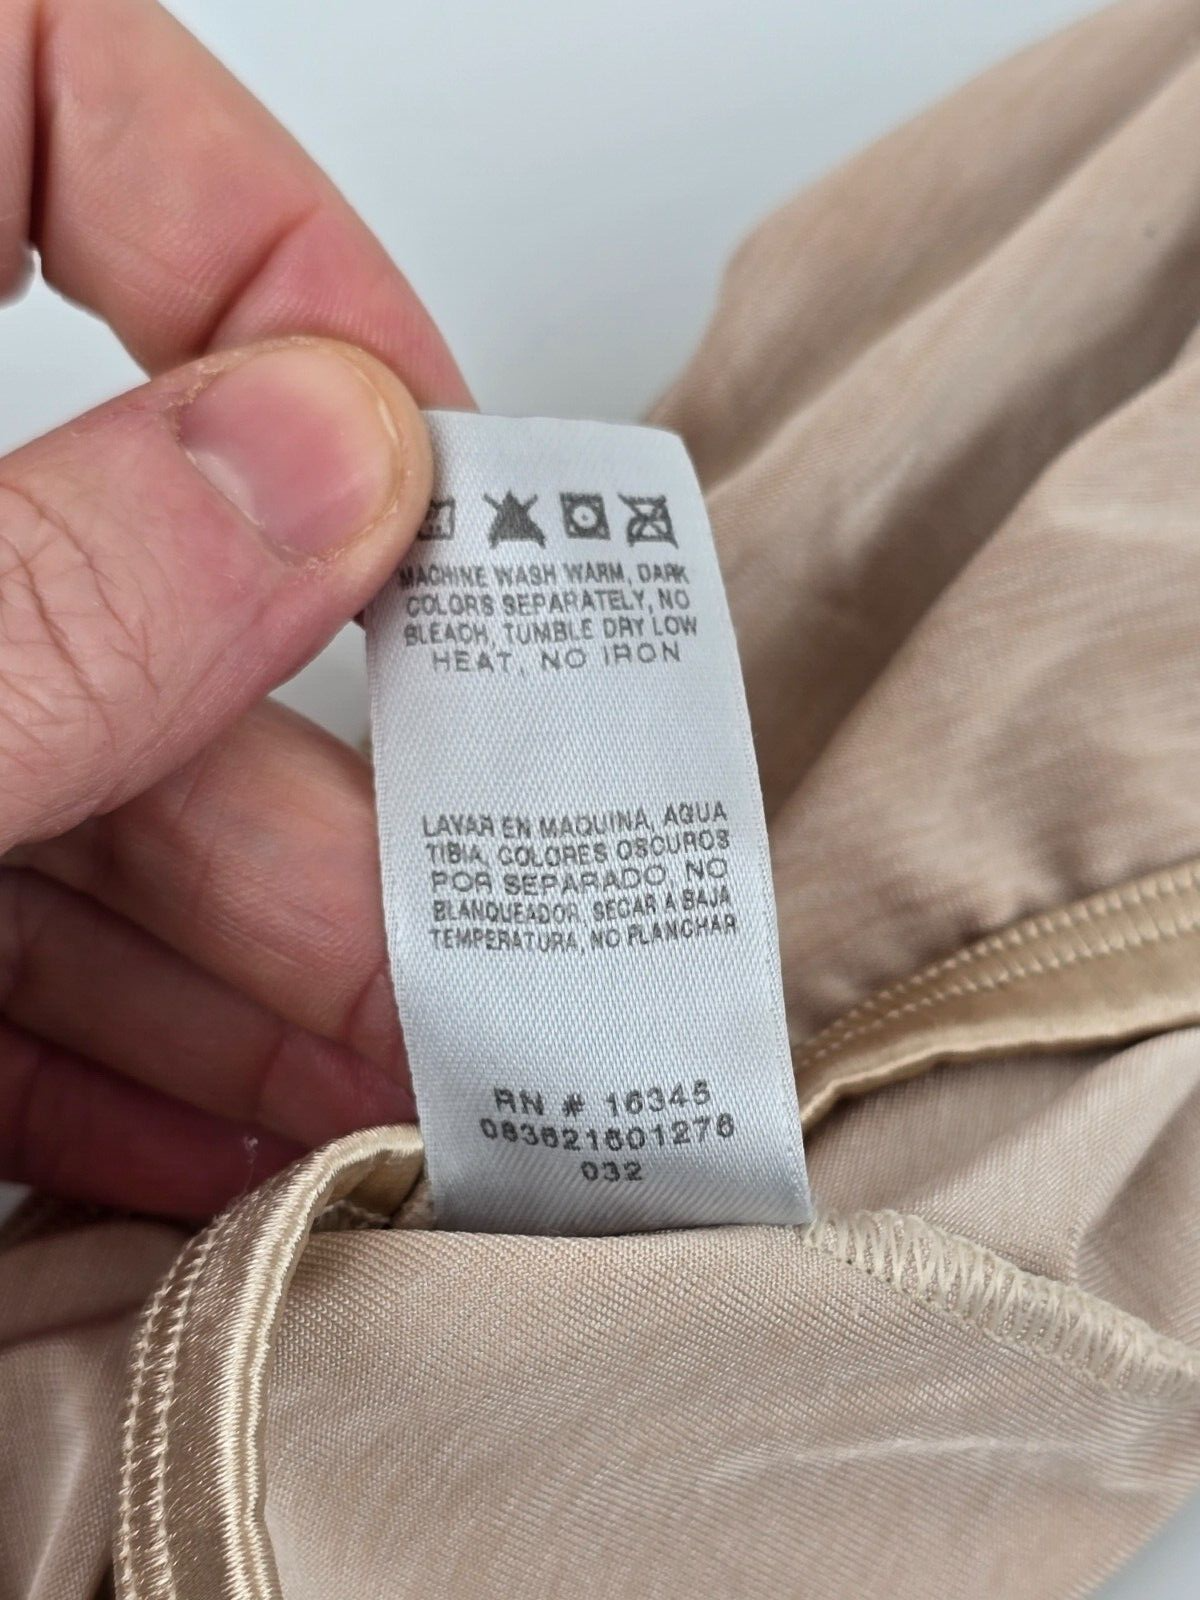 MACHINE WASH WARM, DARK
COLORS SEPARATELY, NO
BLEACH, TUMBLE DRY LOW
HEAT, NO IRON
LAVAR EN MAQUINA, AGUA
TIBIA, COLORES OSCUROS
POR SEPARADO, NO
BLANQUEADOR, SECAR A BAJA
TEMPERATURA, NO PLANCHAR
RN # 16345
083621601276
032